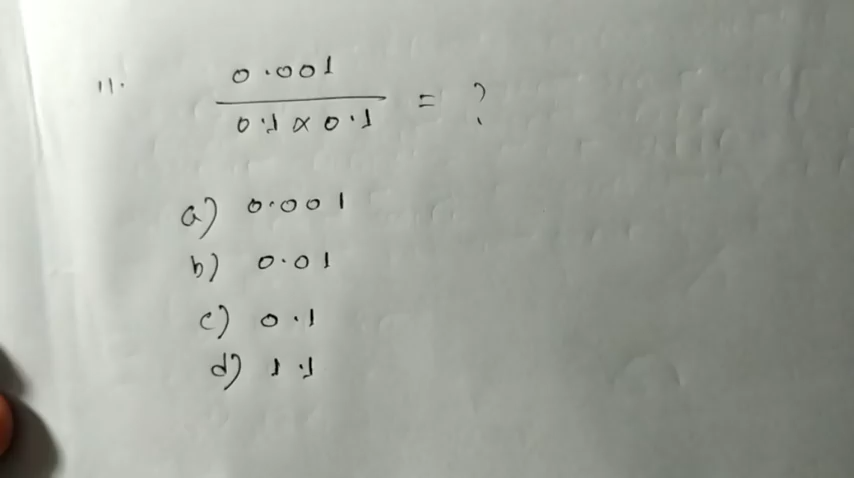 11. 0.001
0.1 × 0.1 = ?
a) 0.001
b) 0.01
c) 0.1
d) 1.1